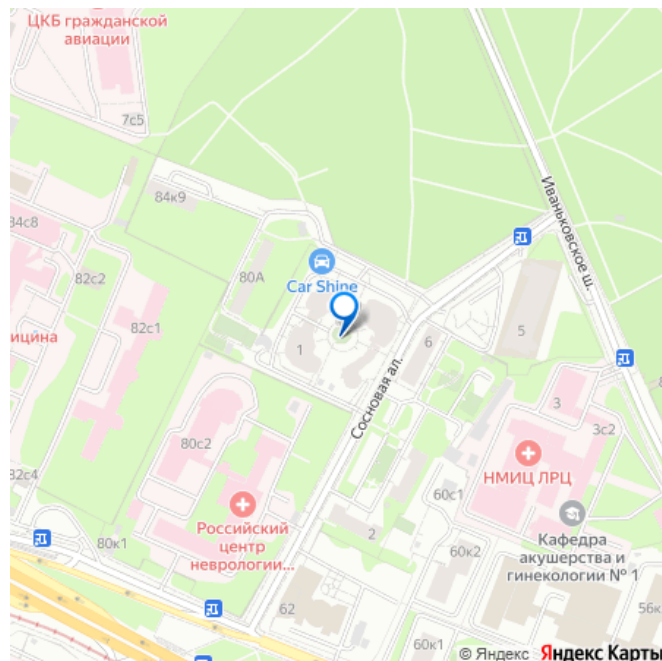 ЦКБ гражданской
авиации
7с5
Иваньковское ш.
84к9
84с8
82с2
80А
Car Shine
82с1
ицина
1
6
5
Сосновая ал.
3
3с2
80с2
НМИЦ ЛРЦ
82с4
60с1
Российский
центр
неврологии...
2
80к1
Кафедра
акушерства и
гинекологии № 1
60к2
62
56к
60к1
© Яндекс Яндекс Карты